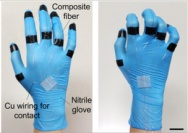 Composite
fiber
Cu wiring for
contact
Nitrile
glove